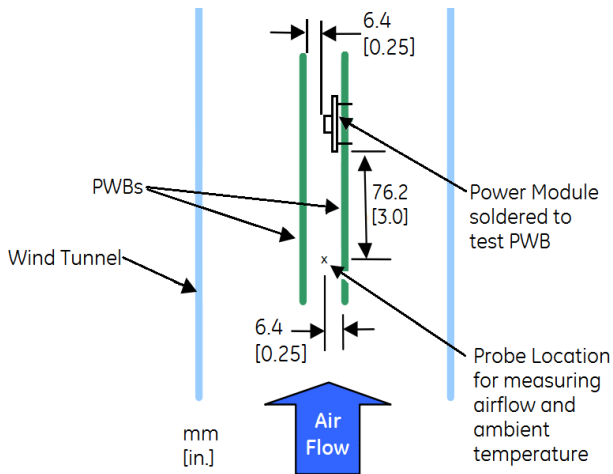 6.4
[0.25]
PWBs
76.2
[3.0]
Power Module
soldered to
test PWB
Wind Tunnel
x
6.4
[0.25]
Probe Location
for measuring
airflow and
ambient
temperature
Air
Flow
mm
[in.]